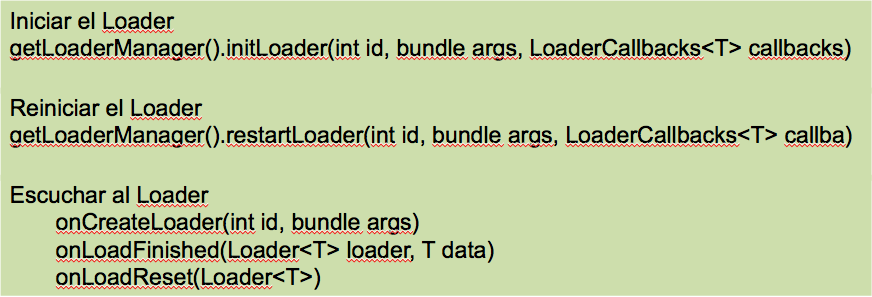 Iniciar el Loader
getLoaderManager().initLoader(int id, bundle args, LoaderCallbacks<T> callbacks)
Reiniciar el Loader
getLoaderManager().restartLoader(int id, bundle args, LoaderCallbacks<T> callba)
Escuchar al Loader
onCreateLoader(int id, bundle args)
onLoadFinished(Loader<T> loader, T data)
onLoadReset(Loader<T>)